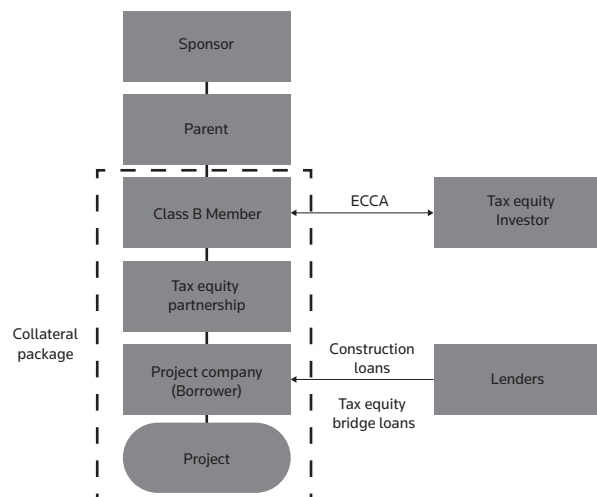 Sponsor
Parent
Class B Member
ECCA
Tax equity
Investor
Tax equity
partnership
Collateral
package
Project company
(Borrower)
Construction
loans
Tax equity
bridge loans
Lenders
Project